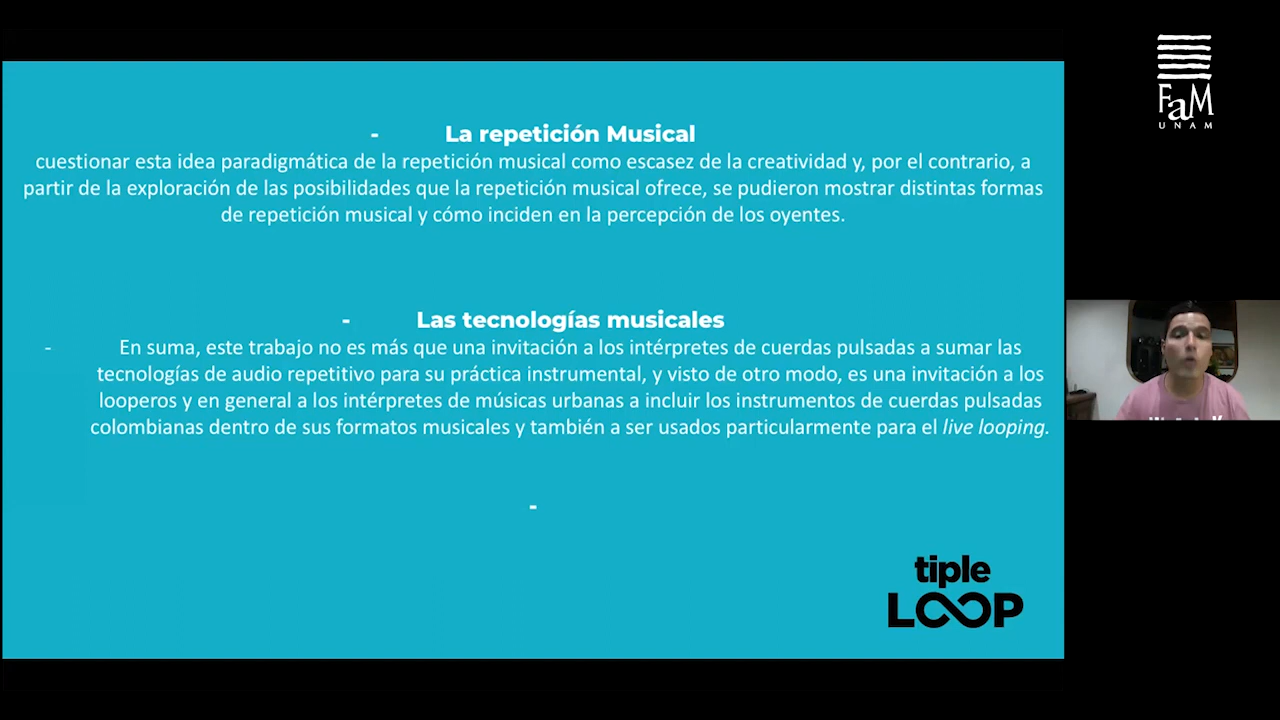 FaM
UNAM
- La repetición Musical
cuestionar esta idea paradigmática de la repetición musical como escasez de la creatividad y, por el contrario, a
partir de la exploración de las posibilidades que la repetición musical ofrece, se pudieron mostrar distintas formas
de repetición musical y cómo inciden en la percepción de los oyentes.
- Las tecnologías musicales
- En suma, este trabajo no es más que una invitación a los intérpretes de cuerdas pulsadas a sumar las
tecnologías de audio repetitivo para su práctica instrumental, y visto de otro modo, es una invitación a los
looperos y en general a los intérpretes de músicas urbanas a incluir los instrumentos de cuerdas pulsadas
colombianas dentro de sus formatos musicales y también a ser usados particularmente para el live looping.
-
tiple
LOOP